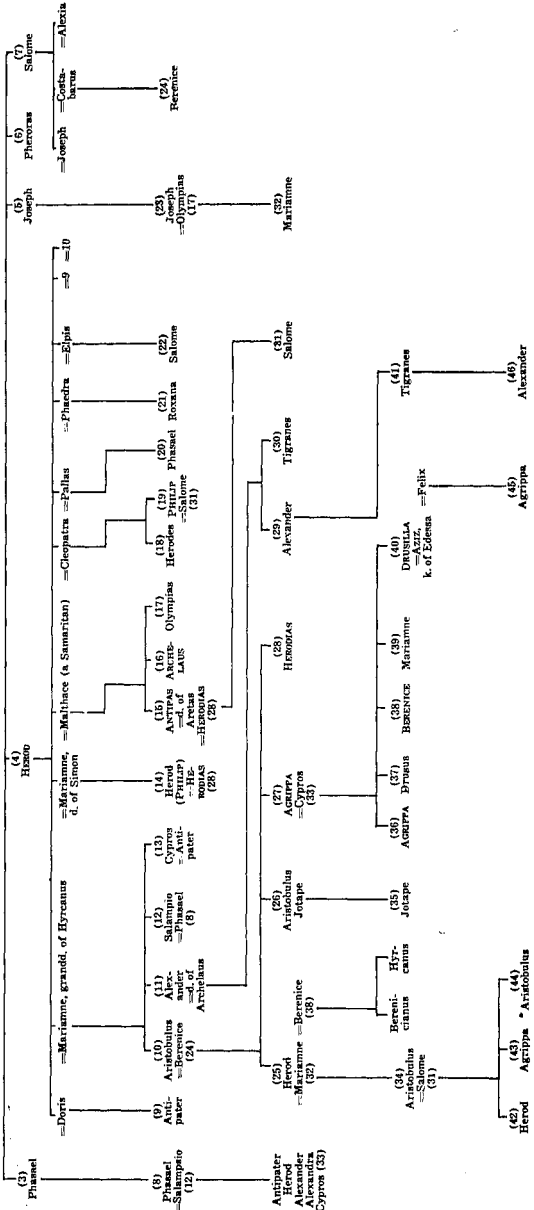 (3)
Phasael
(4)
HEROD
(5)
Joseph
(6)
Pheroras
(7)
Salome
=Doris
=Mariamne, grandd. of Hyrcanus
=Mariamne,
d. of Simon
=Malthace (a Samaritan)
=Cleopatra
=Pallas
=Phaedra
=Elpis
=9
=10
=Joseph
=Costa-
barus
=Alexia
(8)
Phasael
=Salampsio
(12)
(9)
Anti-
pater
(10)
Aristobulus
=Berenice
(24)
(11)
Alex-
ander
=d. of
Archelaus
(12)
Salampio
=Phasael
(8)
(13)
Cypros
=Anti-
pater
(14)
Herod
(PHILIP)
=HE-
RODIAS
(28)
(15)
ANTIPAS
=d. of
Aretas
=HERODIAS
(28)
(16)
ARCHE-
LAUS
(17)
Olympias
(18)
Herodes
(19)
PHILIP
=Salome
(31)
(20)
Phasael
(21)
Roxana
(22)
Salome
(23)
Joseph
=Olympias
(17)
(24)
Berenice
Antipater
Herod
Alexander
Alexandra
Cypros (33)
(25)
Herod
=Mariamne
(32)
=Berenice
(38)
(26)
Aristobulus
Jotape
(27)
AGRIPPA
=Cypros
(33)
(28)
HERODIAS
(29)
Alexander
(30)
Tigranes
(31)
Salome
(32)
Mariamne
(34)
Aristobulus
=Salome
(31)
Bereni-
cianus
Hyr-
canus
(35)
Jotape
(36)
AGRIPPA
(37)
Drusus
(38)
BERENICE
(39)
Mariamne
(40)
DRUSILLA
=Aziz,
k. of Edessa
=Felix
(41)
Tigranes
(42)
Herod
(43)
Agrippa
(44)
Aristobulus
(45)
Agrippa
(46)
Alexander